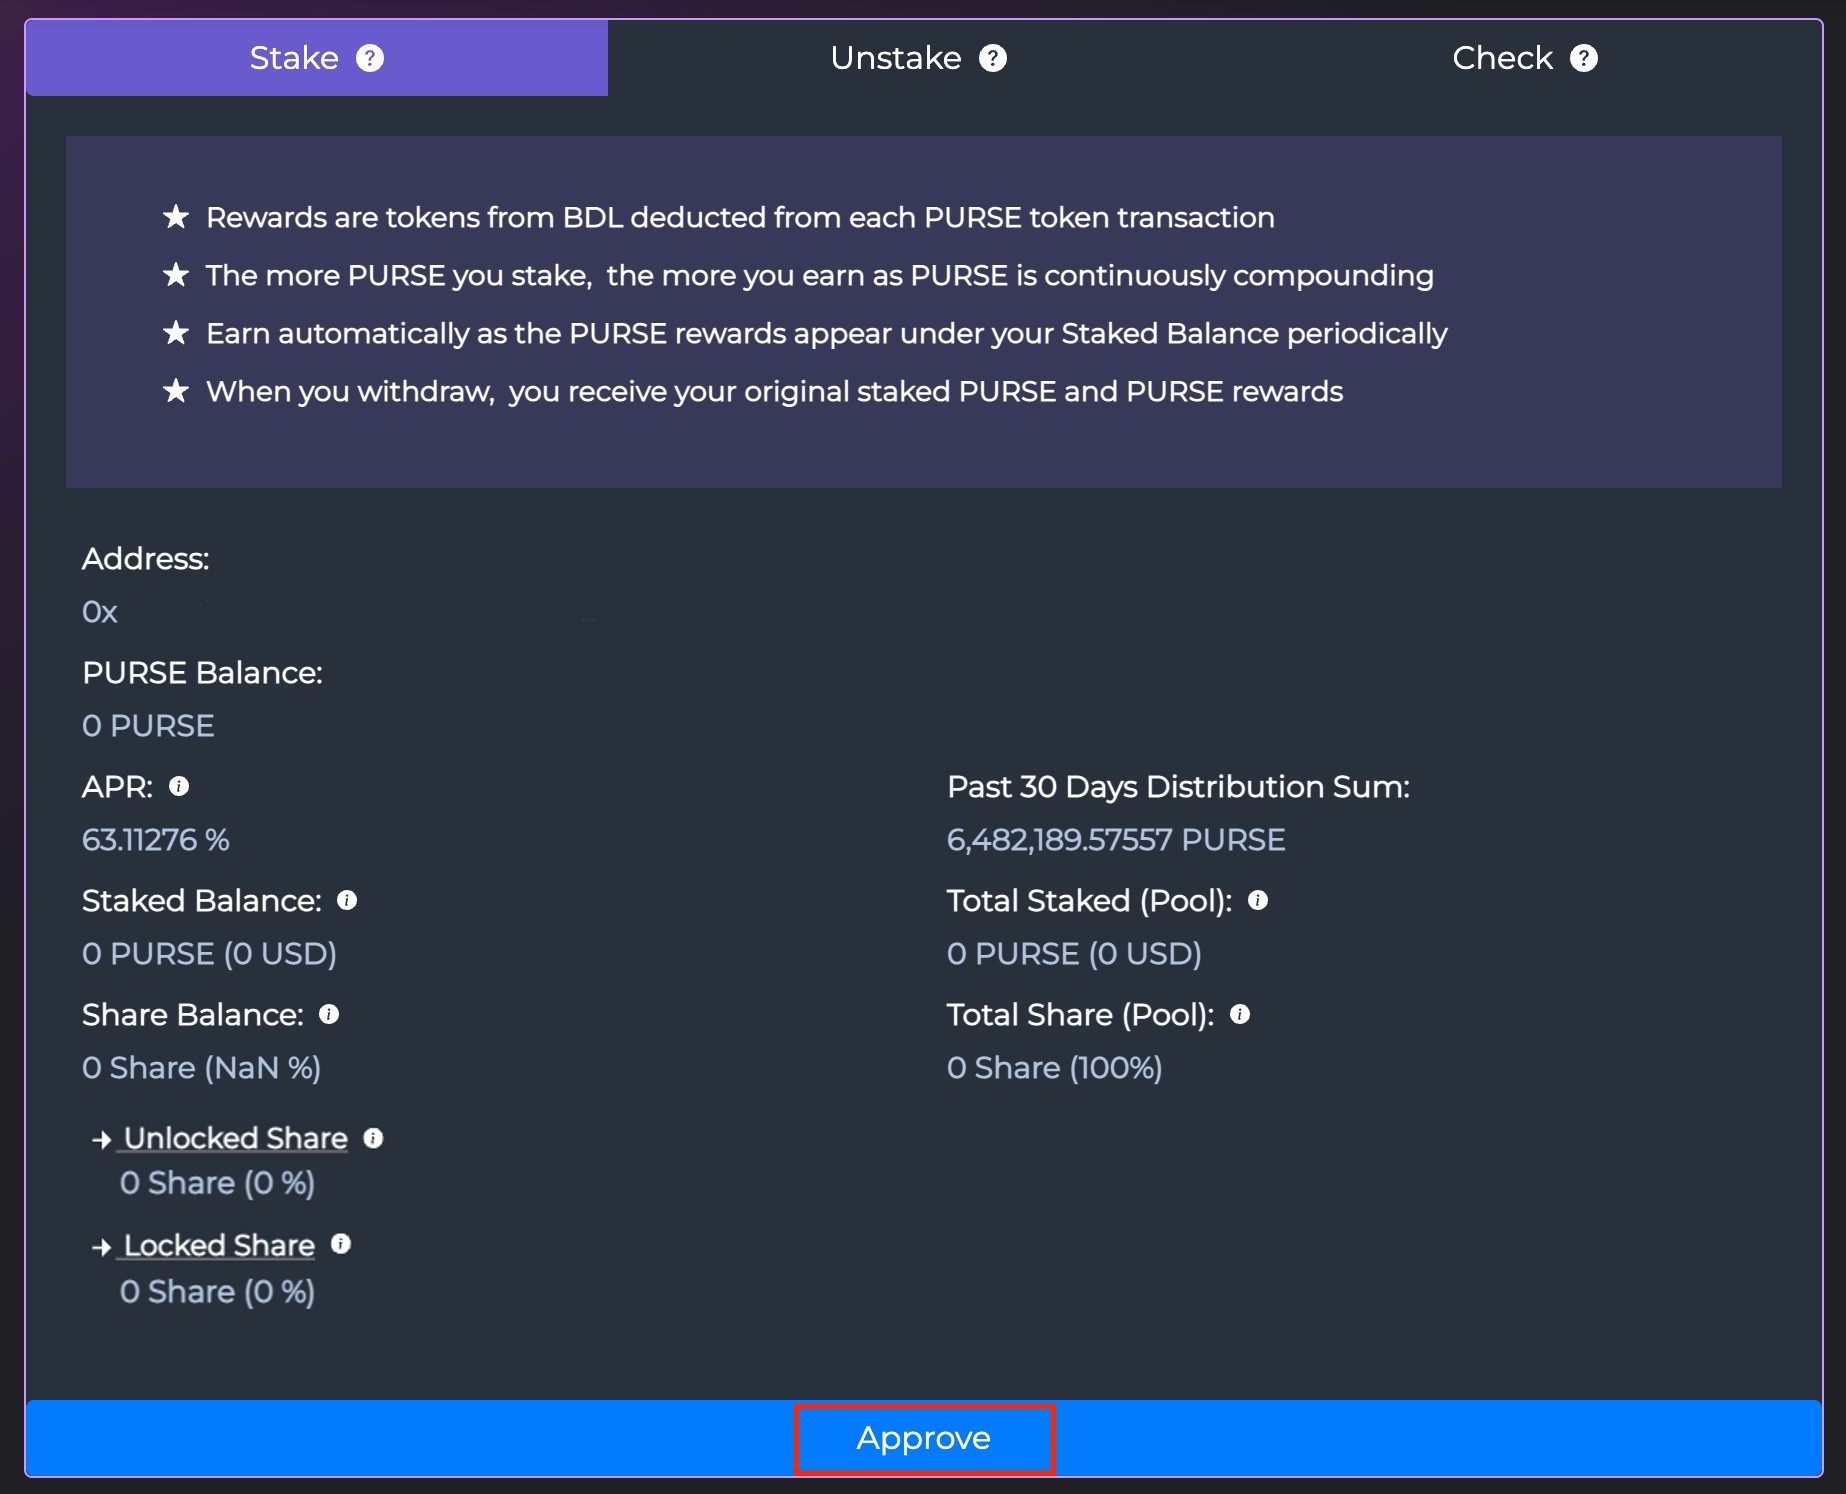 Stake ?
Unstake ?
Check ?
★ Rewards are tokens from BDL deducted from each PURSE token transaction
★ The more PURSE you stake, the more you earn as PURSE is continuously compounding
★ Earn automatically as the PURSE rewards appear under your Staked Balance periodically
★ When you withdraw, you receive your original staked PURSE and PURSE rewards
Address:
0x
PURSE Balance:
0 PURSE
APR: i
63.11276 %
Past 30 Days Distribution Sum:
6,482,189.57557 PURSE
Staked Balance: i
0 PURSE (0 USD)
Total Staked (Pool): i
0 PURSE (0 USD)
Share Balance: i
0 Share (NaN %)
Total Share (Pool): i
0 Share (100%)
→ Unlocked Share i
0 Share (0 %)
→ Locked Share i
0 Share (0 %)
Approve